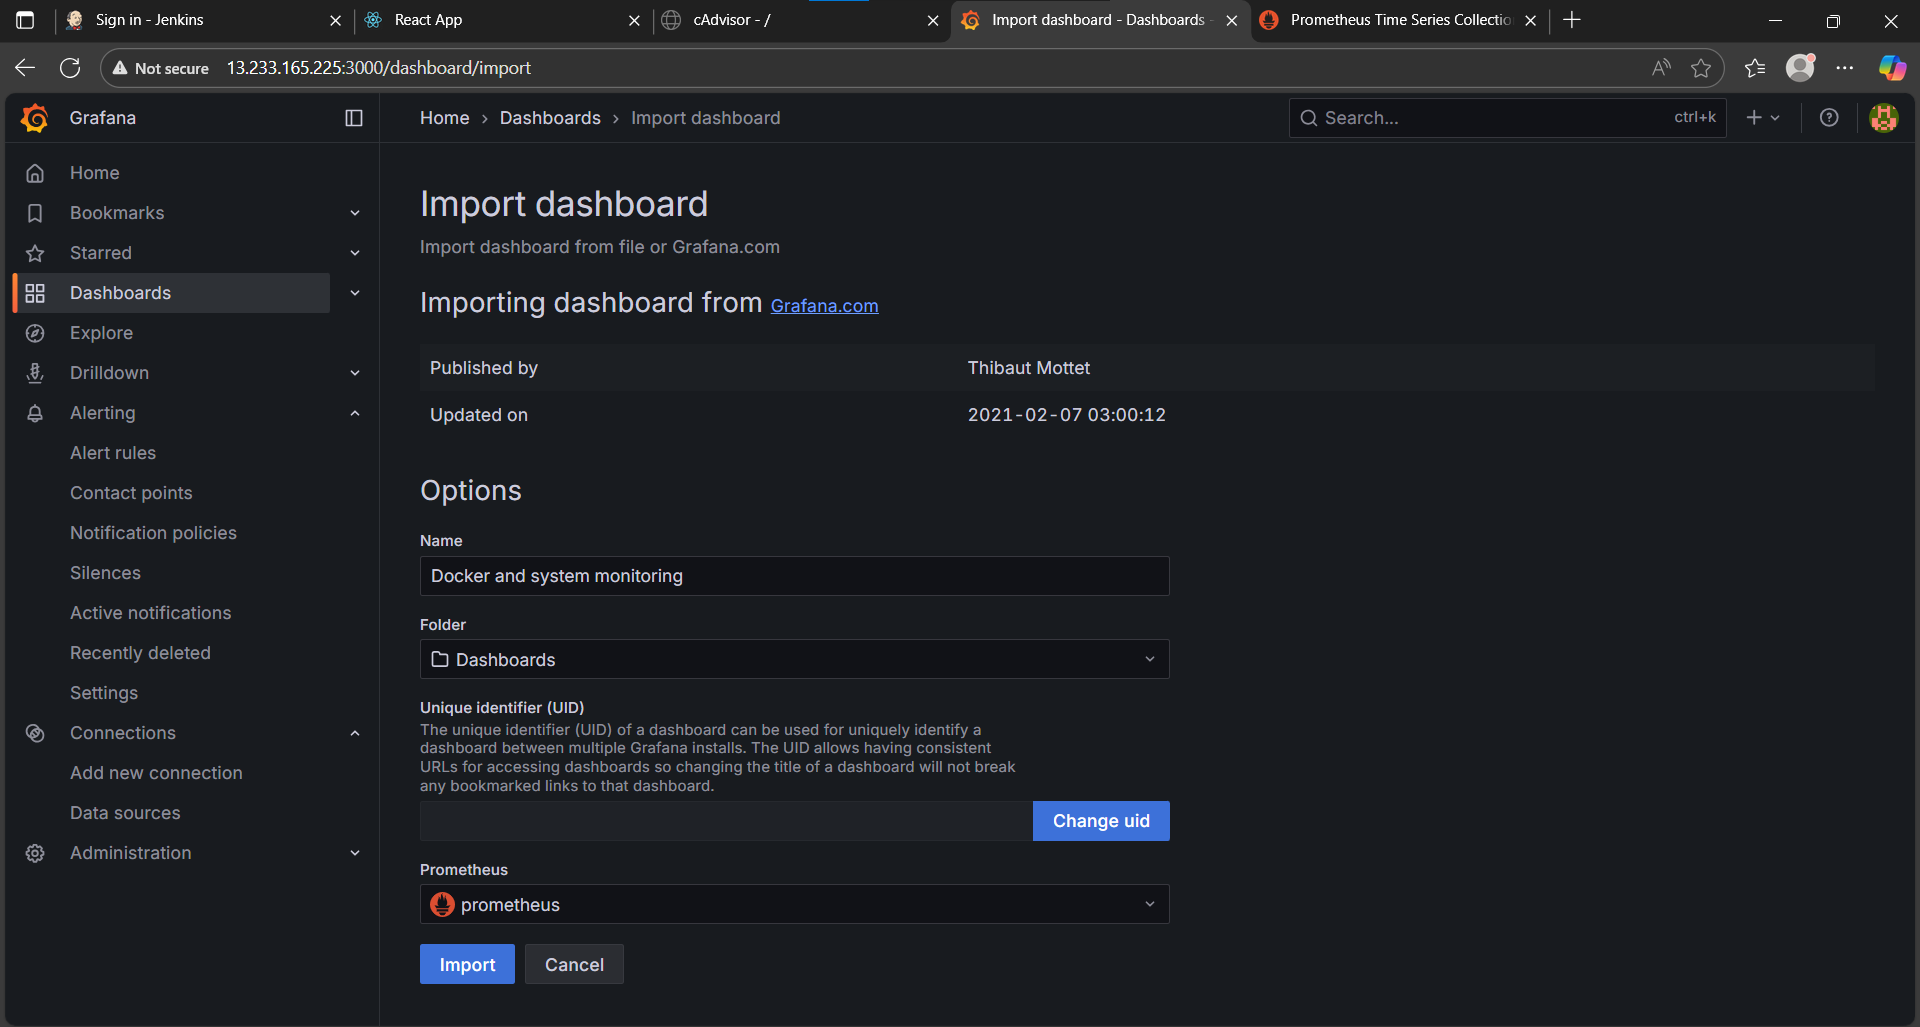 Sign in - Jenkins
React App
cAdvisor - /
Import dashboard - Dashboards -
Prometheus Time Series Collectio
Not secure
13.233.165.225:3000/dashboard/import
Grafana
Home › Dashboards › Import dashboard
Search...
ctrl+k
Home
Bookmarks
Starred
Dashboards
Explore
Drilldown
Alerting
Alert rules
Contact points
Notification policies
Silences
Active notifications
Recently deleted
Settings
Connections
Add new connection
Data sources
Administration
Import dashboard
Import dashboard from file or Grafana.com
Importing dashboard from Grafana.com
Published by Thibaut Mottet
Updated on 2021-02-07 03:00:12
Options
Name
Docker and system monitoring
Folder
Dashboards
Unique identifier (UID)
The unique identifier (UID) of a dashboard can be used for uniquely identify a
dashboard between multiple Grafana installs. The UID allows having consistent
URLs for accessing dashboards so changing the title of a dashboard will not break
any bookmarked links to that dashboard.
Change uid
Prometheus
prometheus
Import
Cancel